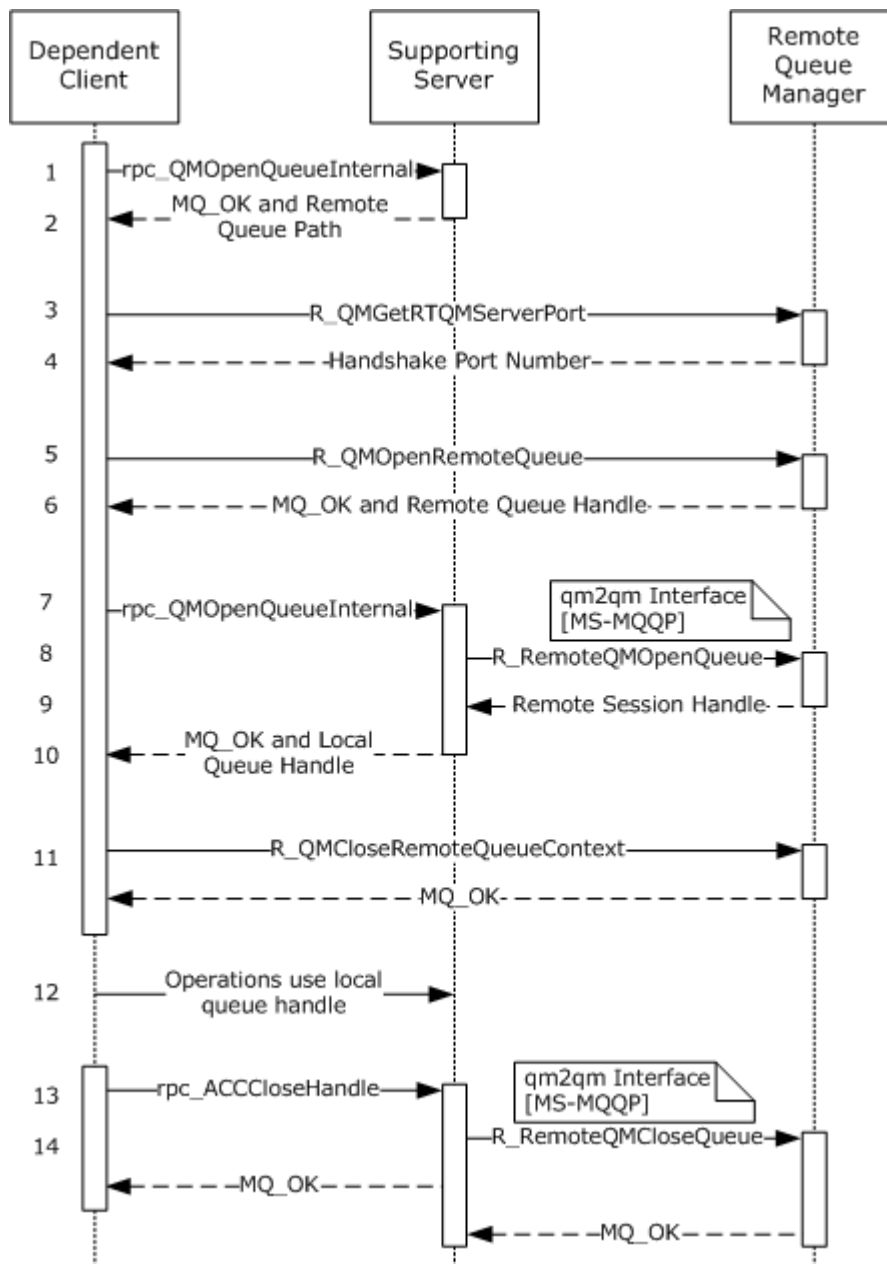 Dependent
Client
Supporting
Server
Remote
Queue
Manager
1
rpc_QMOpenQueueInternal
2
MQ_OK and Remote
Queue Path
3
R_QMGetRTQMServerPort
4
Handshake Port Number
5
R_QMOpenRemoteQueue
6
MQ_OK and Remote Queue Handle
7
rpc_QMOpenQueueInternal
qm2qm Interface
[MS-MQQP]
8
R_RemoteQMOpenQueue
9
Remote Session Handle
10
MQ_OK and Local
Queue Handle
11
R_QMCloseRemoteQueueContext
MQ_OK
12
Operations use local
queue handle
13
rpc_ACCCloseHandle
qm2qm Interface
[MS-MQQP]
14
R_RemoteQMCloseQueue
MQ_OK
MQ_OK